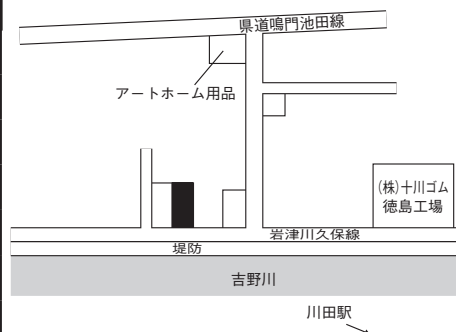 県道鳴門池田線
アートホーム用品
(株)十川ゴム
徳島工場
岩津川久保線
堤防
吉野川
川田駅